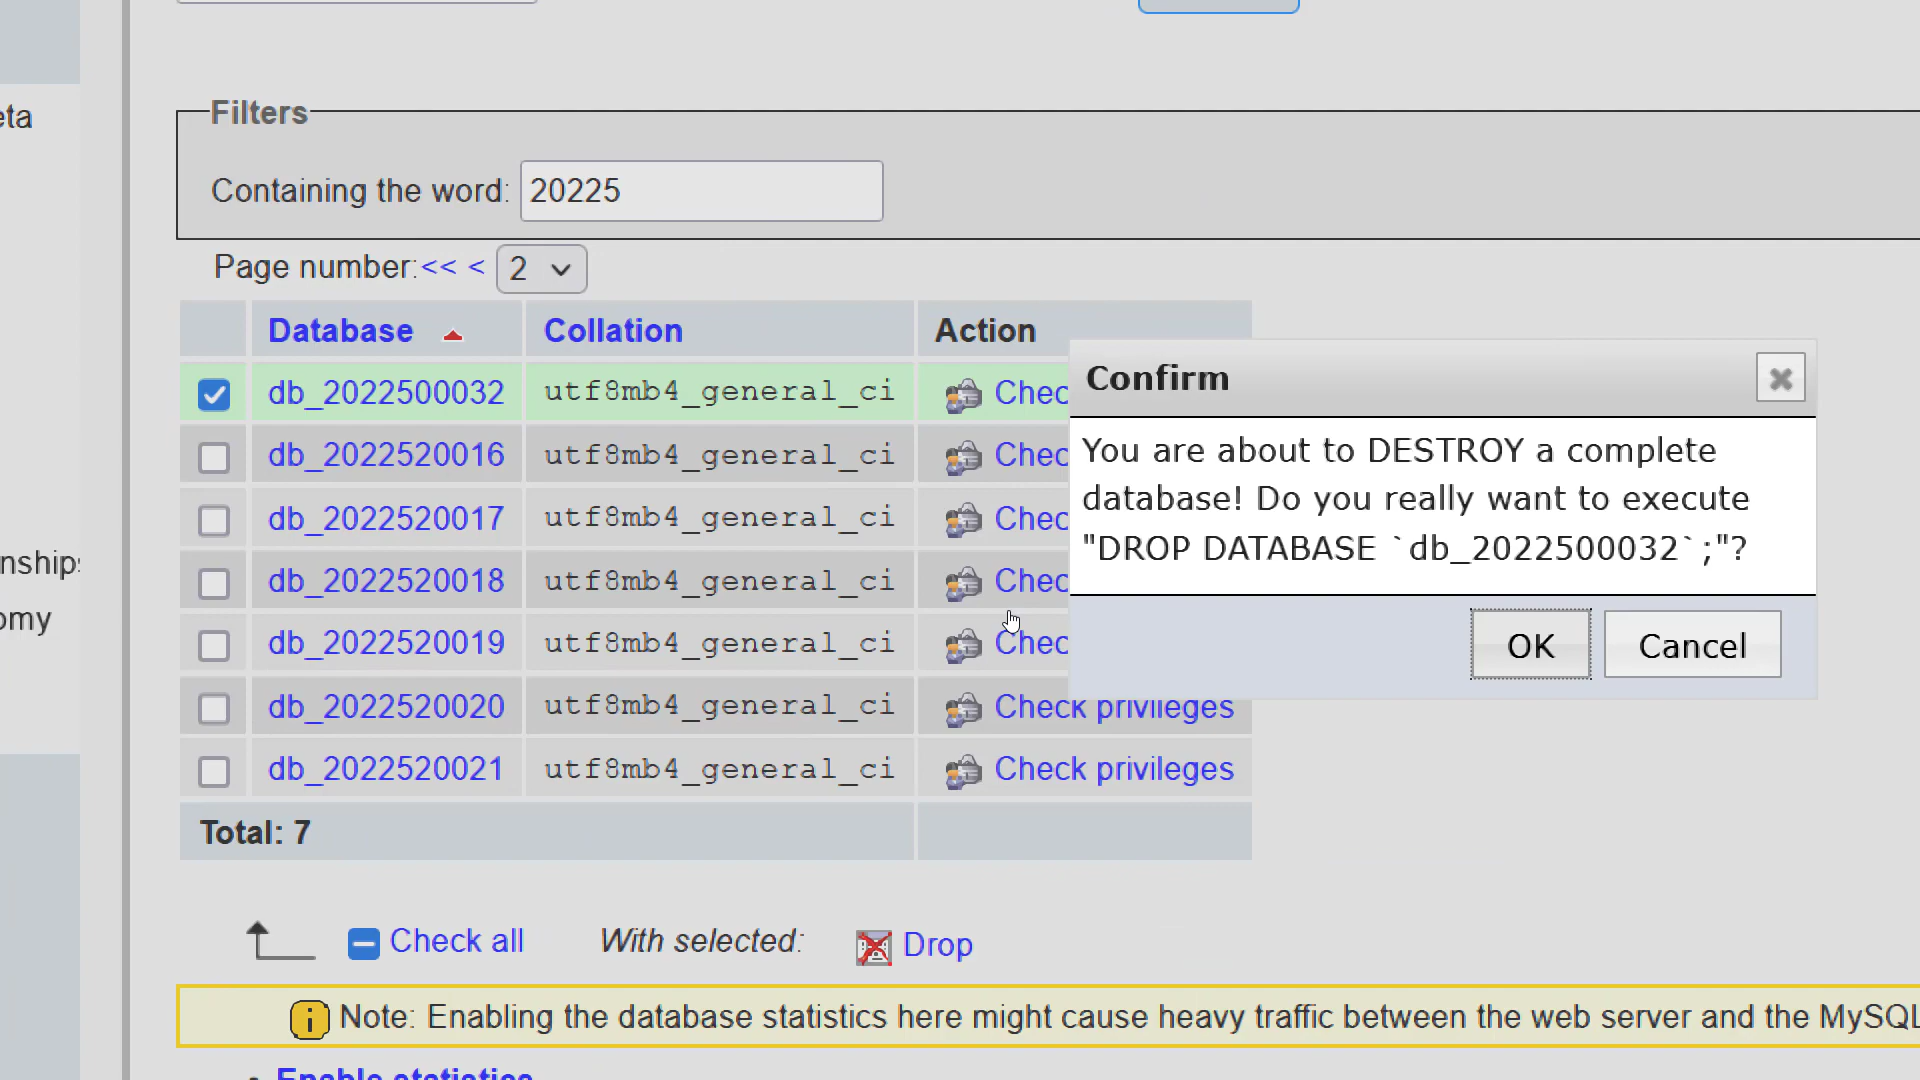 eta
nships
omy
Filters
Containing the word: 20225
Page number: << < 2
Database Collation Action
db_2022500032 utf8mb4_general_ci Chec
db_2022520016 utf8mb4_general_ci Chec
db_2022520017 utf8mb4_general_ci Chec
db_2022520018 utf8mb4_general_ci Chec
db_2022520019 utf8mb4_general_ci Chec
db_2022520020 utf8mb4_general_ci Check privileges
db_2022520021 utf8mb4_general_ci Check privileges
Total: 7
Confirm
You are about to DESTROY a complete
database! Do you really want to execute
"DROP DATABASE `db_2022500032`;"?
OK Cancel
Check all With selected: Drop
Note: Enabling the database statistics here might cause heavy traffic between the web server and the MySQL
Enable statistics